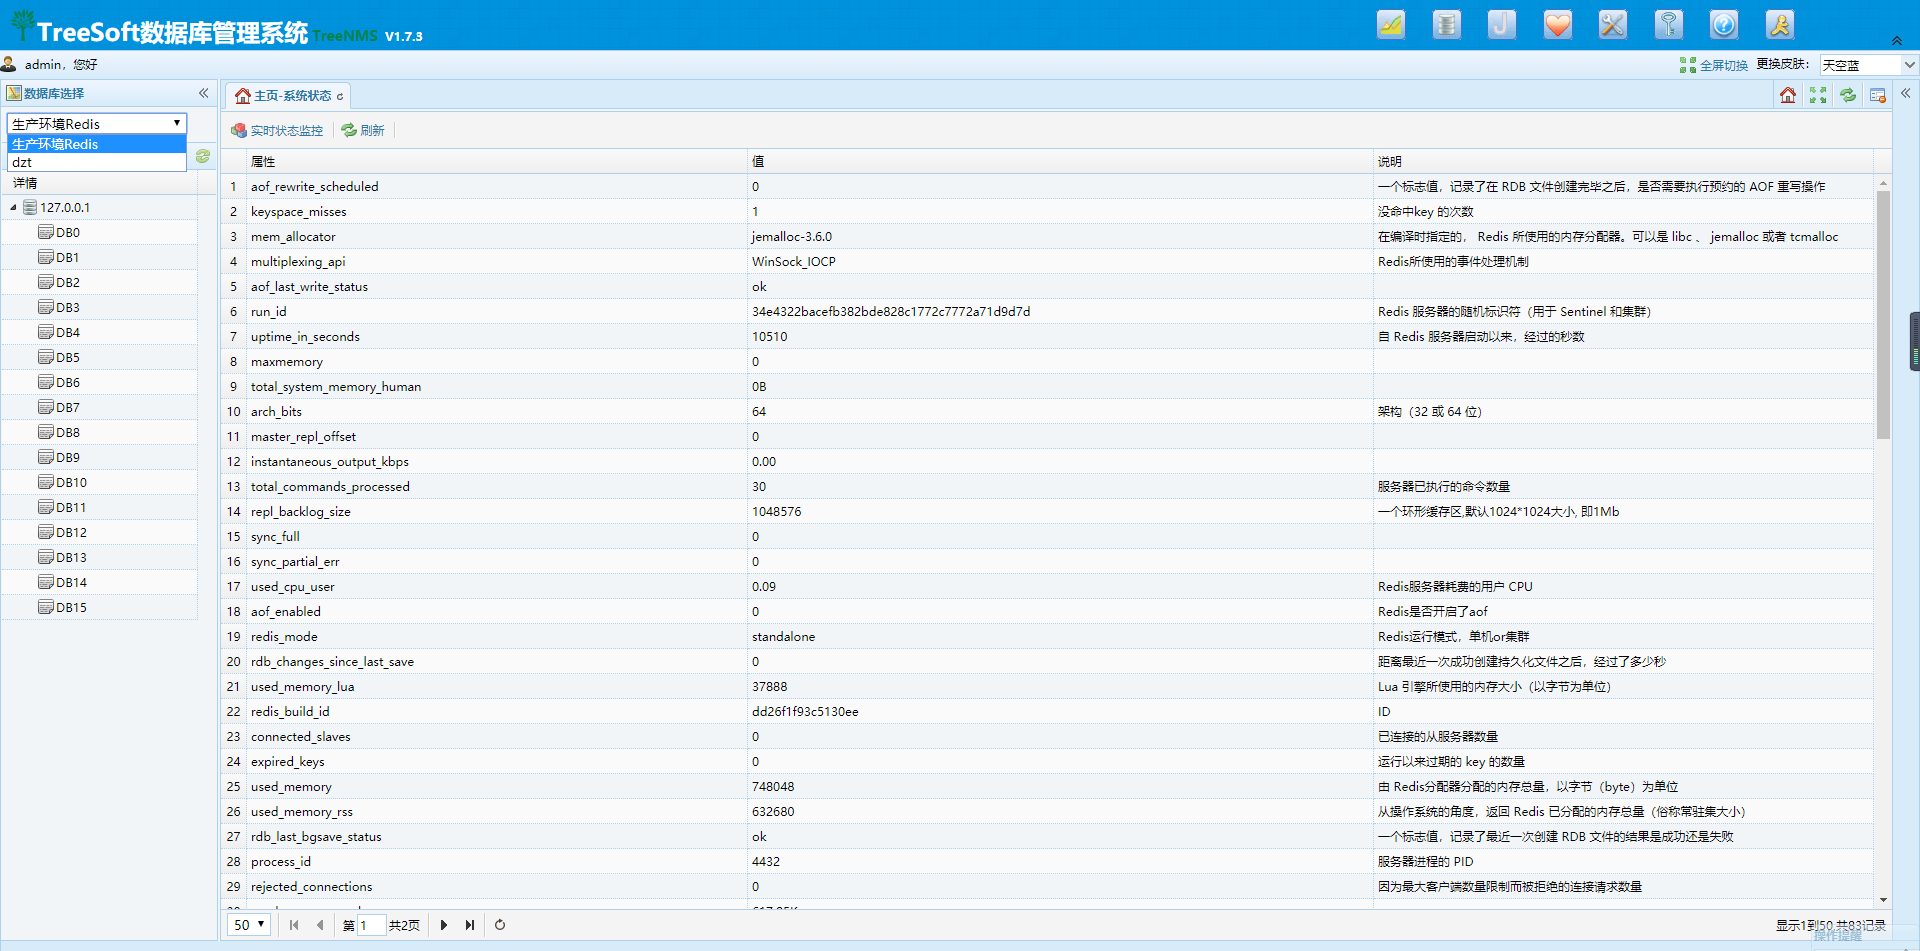 TreeSoft数据库管理系统 TreeNMS V1.7.3
admin，您好
全屏切换 更换皮肤： 天空蓝
数据库选择
生产环境Redis
生产环境Redis
dzt
详情
127.0.0.1
DB0
DB1
DB2
DB3
DB4
DB5
DB6
DB7
DB8
DB9
DB10
DB11
DB12
DB13
DB14
DB15
主页-系统状态
实时状态监控 刷新
属性 值 说明
1 aof_rewrite_scheduled 0 一个标志值，记录了在 RDB 文件创建完毕之后，是否需要执行预约的 AOF 重写操作
2 keyspace_misses 1 没命中key 的次数
3 mem_allocator jemalloc-3.6.0 在编译时指定的， Redis 所使用的内存分配器。可以是 libc 、 jemalloc 或者 tcmalloc
4 multiplexing_api WinSock_IOCP Redis所使用的事件处理机制
5 aof_last_write_status ok
6 run_id 34e4322bacefb382bde828c1772c7772a71d9d7d Redis 服务器的随机标识符（用于 Sentinel 和集群）
7 uptime_in_seconds 10510 自 Redis 服务器启动以来，经过的秒数
8 maxmemory 0
9 total_system_memory_human 0B
10 arch_bits 64 架构（32 或 64 位）
11 master_repl_offset 0
12 instantaneous_output_kbps 0.00
13 total_commands_processed 30 服务器已执行的命令数量
14 repl_backlog_size 1048576 一个环形缓存区,默认1024*1024大小, 即1Mb
15 sync_full 0
16 sync_partial_err 0
17 used_cpu_user 0.09 Redis服务器耗费的用户 CPU
18 aof_enabled 0 Redis是否开启了aof
19 redis_mode standalone Redis运行模式，单机or集群
20 rdb_changes_since_last_save 0 距离最近一次成功创建持久化文件之后，经过了多少秒
21 used_memory_lua 37888 Lua 引擎所使用的内存大小（以字节为单位）
22 redis_build_id dd26f1f93c5130ee ID
23 connected_slaves 0 已连接的从服务器数量
24 expired_keys 0 运行以来过期的 key 的数量
25 used_memory 748048 由 Redis分配器分配的内存总量，以字节（byte）为单位
26 used_memory_rss 632680 从操作系统的角度，返回 Redis 已分配的内存总量（俗称常驻集大小）
27 rdb_last_bgsave_status ok 一个标志值，记录了最近一次创建 RDB 文件的结果是成功还是失败
28 process_id 4432 服务器进程的 PID
29 rejected_connections 0 因为最大客户端数量限制而被拒绝的连接请求数量
50 第 1 共2页 显示1到50,共83记录
操作提醒